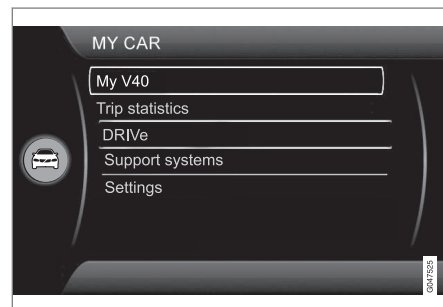 MY CAR
My V40
Trip statistics
DRIVe
Support systems
Settings
G047525